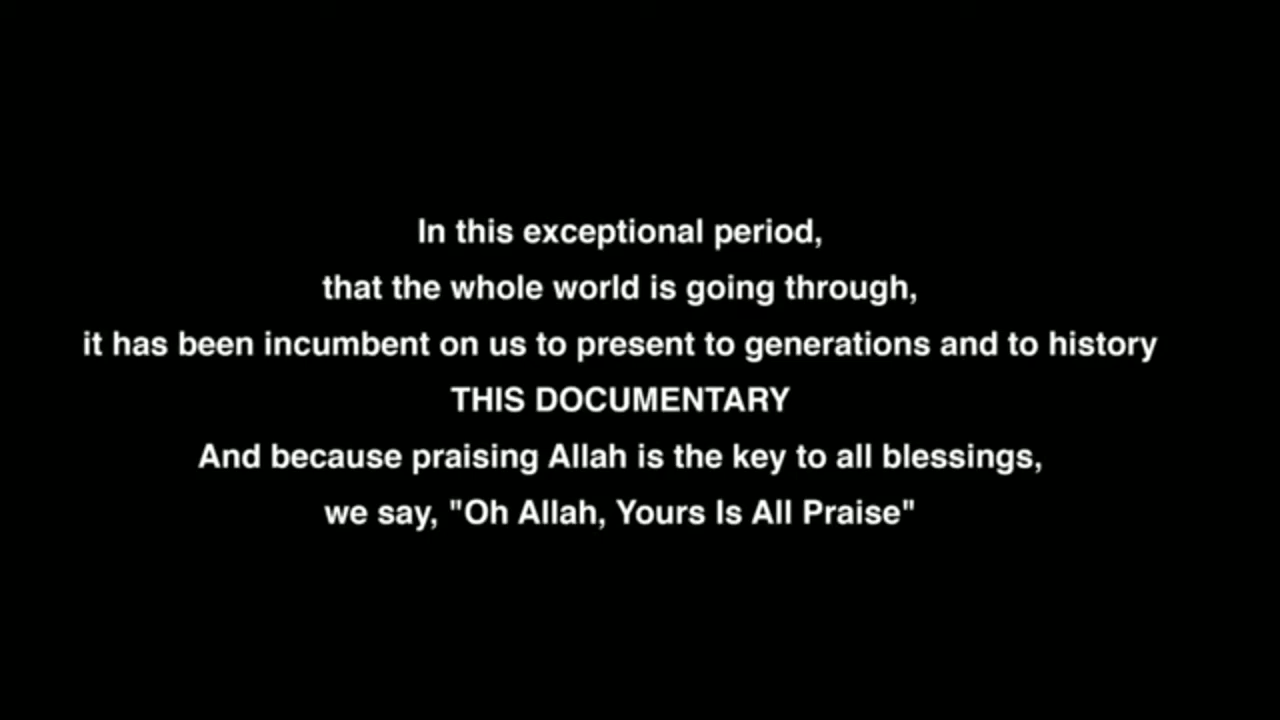 In this exceptional period,
that the whole world is going through,
it has been incumbent on us to present to generations and to history
THIS DOCUMENTARY
And because praising Allah is the key to all blessings,
we say, "Oh Allah, Yours Is All Praise"